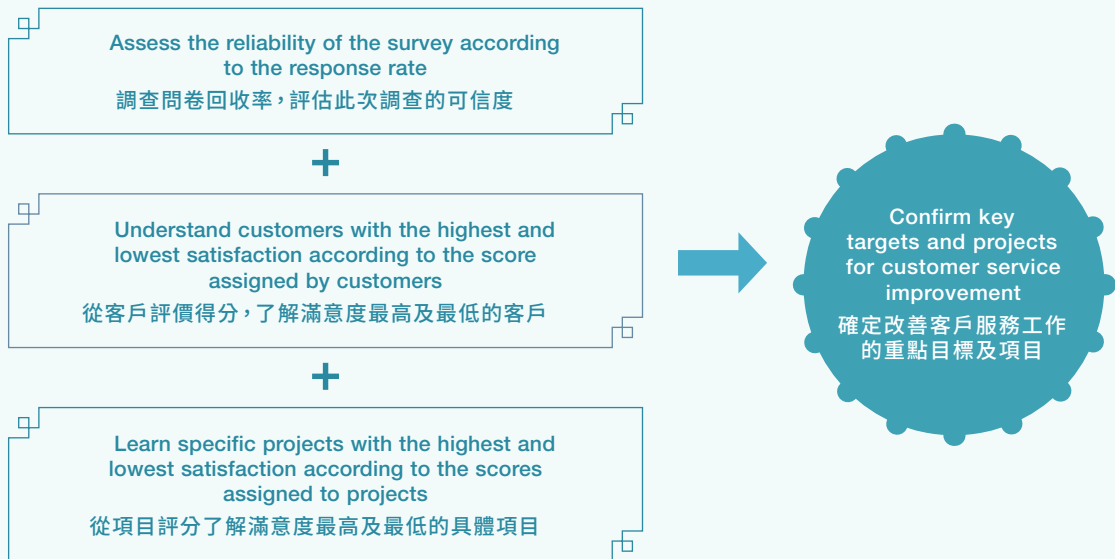 Assess the reliability of the survey according
to the response rate
調查問卷回收率，評估此次調查的可信度
+
Understand customers with the highest and
lowest satisfaction according to the score
assigned by customers
從客戶評價得分，了解滿意度最高及最低的客戶
+
Learn specific projects with the highest and
lowest satisfaction according to the scores
assigned to projects
從項目評分了解滿意度最高及最低的具體項目
Confirm key
targets and projects
for customer service
improvement
確定改善客戶服務工作
的重點目標及項目